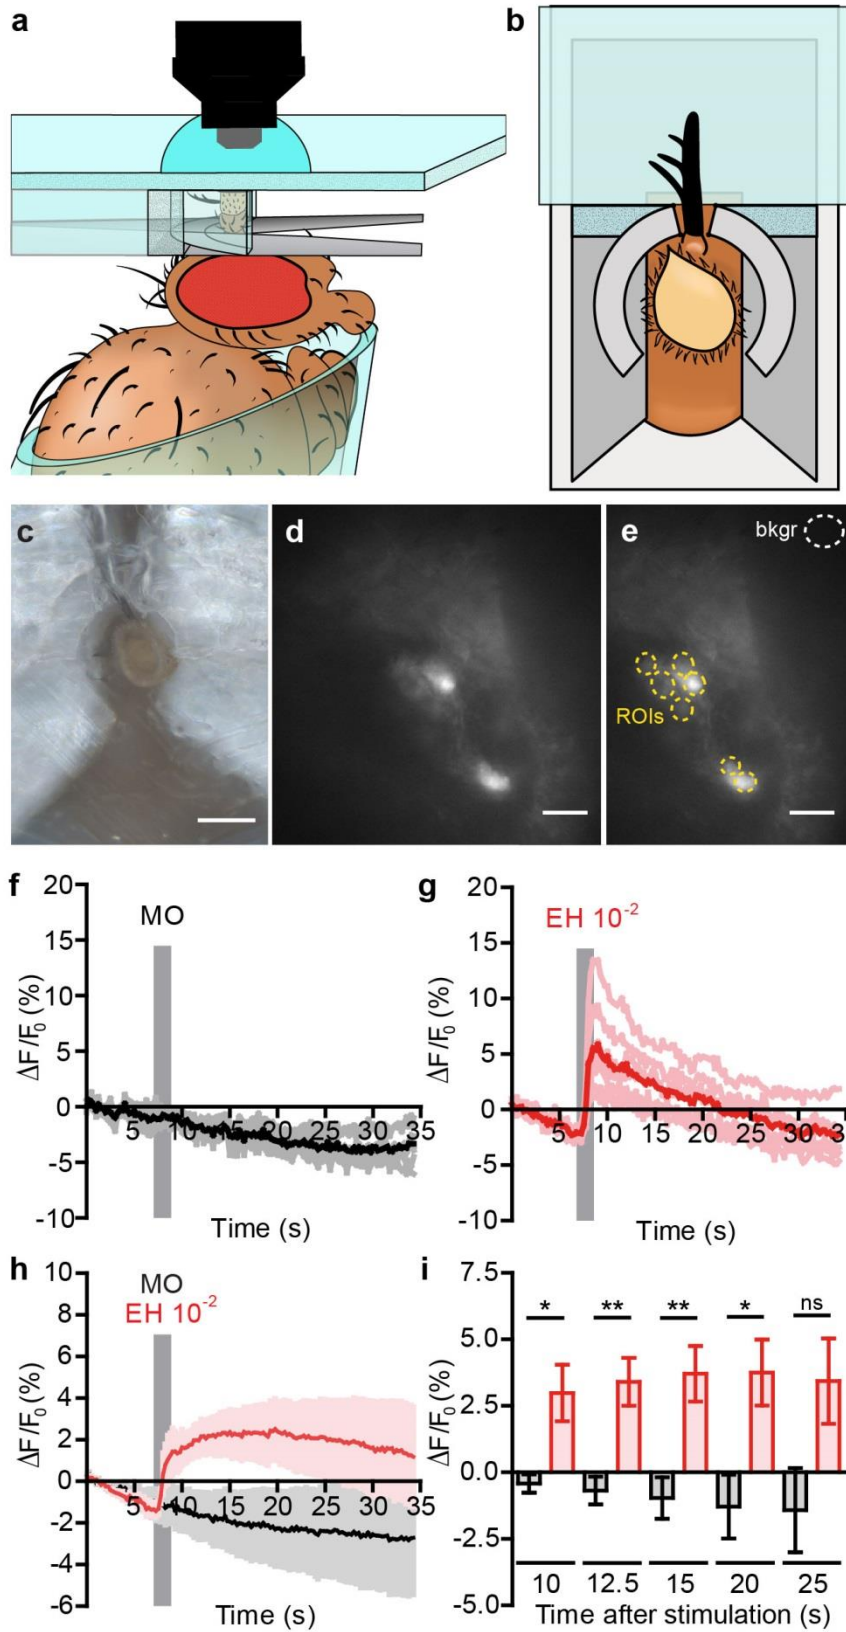 a
b
c
d
e
bkgr
ROIs
f
20
15
10
5
0
-5
-10
ΔF/F0 (%)
MO
5 10 15 20 25 30 35
Time (s)
g
20
15
10
5
0
-5
-10
ΔF/F0 (%)
EH 10-2
5 10 15 20 25 30 35
Time (s)
h
10
8
6
4
2
0
-2
-4
-6
ΔF/F0 (%)
MO
EH 10-2
5 10 15 20 25 30 35
Time (s)
i
7.5
5.0
2.5
0.0
-2.5
-5.0
ΔF/F0 (%)
* ** ** * ns
10 12.5 15 20 25
Time after stimulation (s)